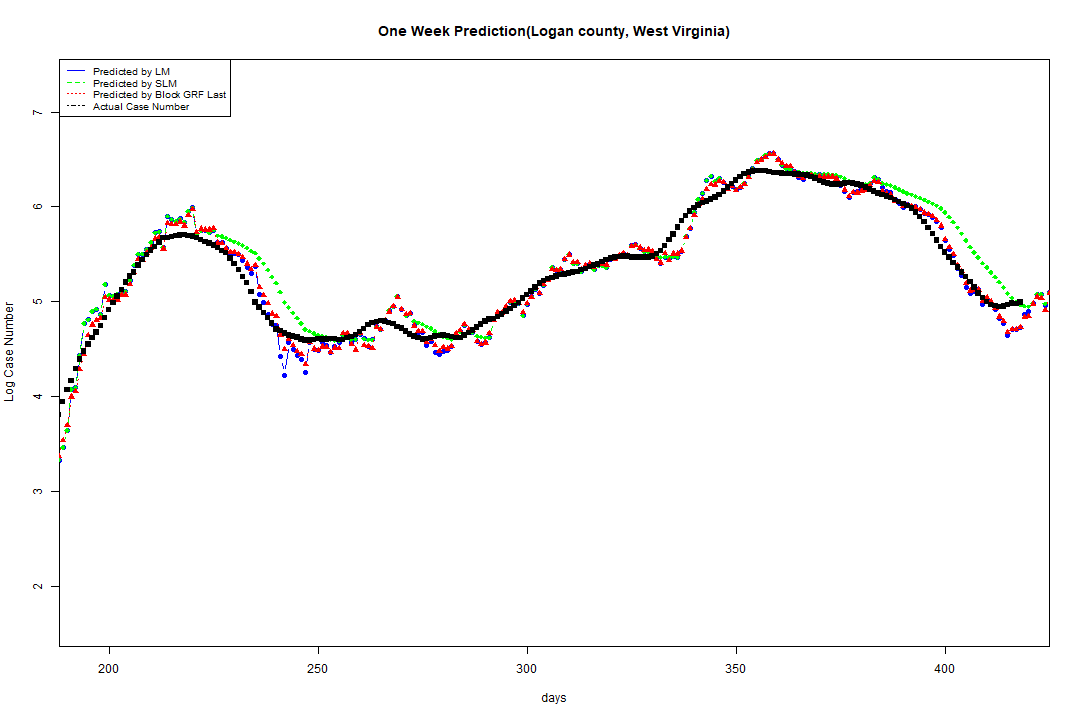 One Week Prediction(Logan county, West Virginia)
Predicted by LM
Predicted by SLM
Predicted by Block GRF Last
Actual Case Number
Log Case Number
7
6
5
4
3
2
200 250 300 350 400
days